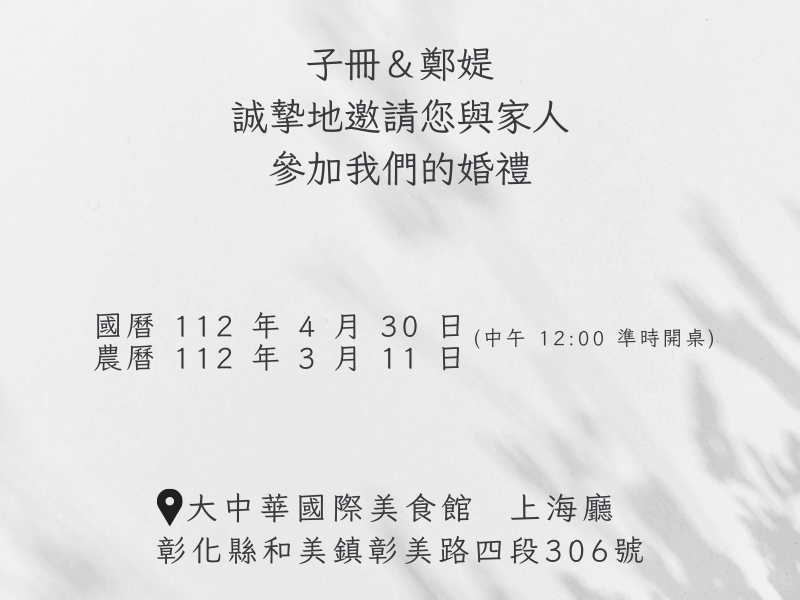 子冊＆鄭媞
誠摯地邀請您與家人
參加我們的婚禮
國曆 112 年 4 月 30 日
農曆 112 年 3 月 11 日
(中午 12:00 準時開桌)
大中華國際美食館　上海廳
彰化縣和美鎮彰美路四段306號